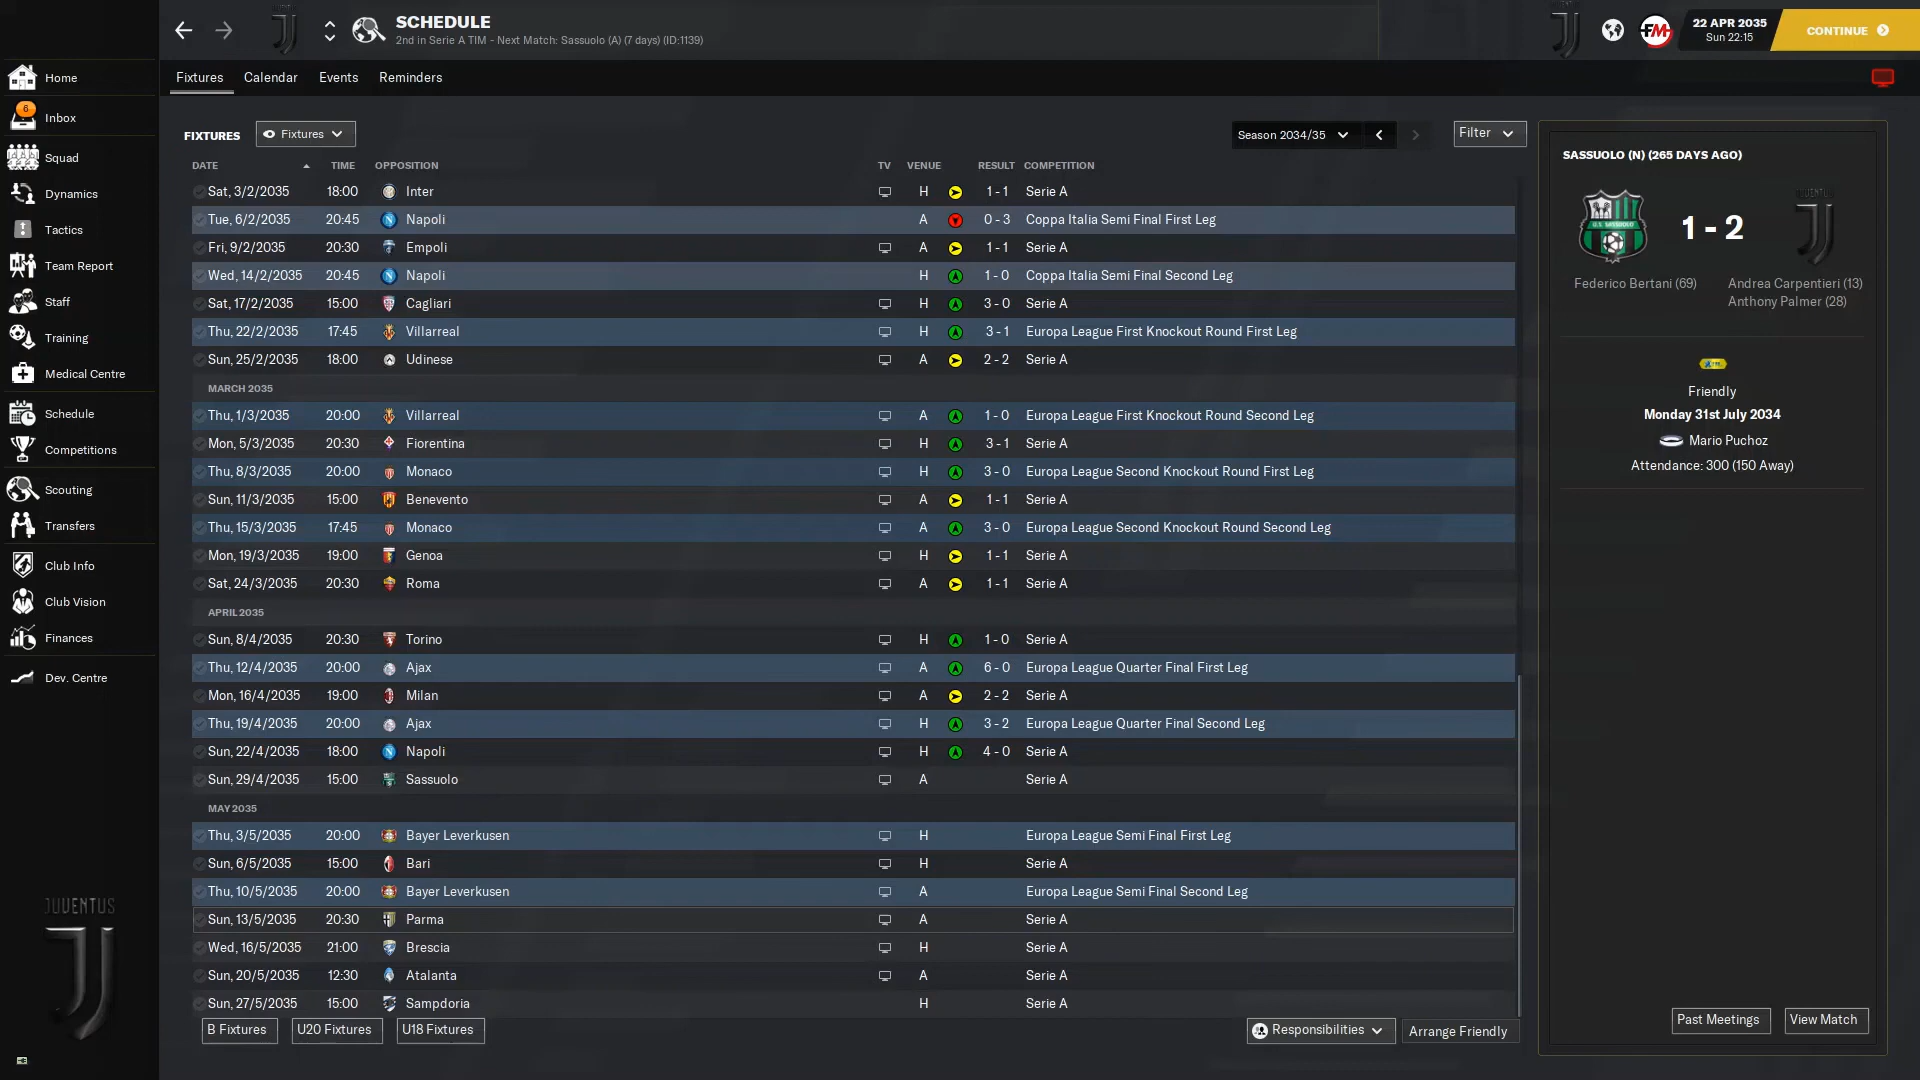 SCHEDULE
2nd in Serie A TIM - Next Match: Sassuolo (A) (7 days) (ID:1139)
FM
22 APR 2035
Sun 22:15
CONTINUE
Home
6
Inbox
Squad
Dynamics
Tactics
Team Report
Staff
Training
Medical Centre
Schedule
Competitions
Scouting
Transfers
Club Info
Club Vision
Finances
Dev. Centre
JUVENTUS
Fixtures Calendar Events Reminders
FIXTURES Fixtures Season 2034/35 Filter
DATE TIME OPPOSITION TV VENUE RESULT COMPETITION
Sat, 3/2/2035 18:00 Inter H 1 - 1 Serie A
Tue, 6/2/2035 20:45 Napoli A 0 - 3 Coppa Italia Semi Final First Leg
Fri, 9/2/2035 20:30 Empoli A 1 - 1 Serie A
Wed, 14/2/2035 20:45 Napoli H 1 - 0 Coppa Italia Semi Final Second Leg
Sat, 17/2/2035 15:00 Cagliari H 3 - 0 Serie A
Thu, 22/2/2035 17:45 Villarreal H 3 - 1 Europa League First Knockout Round First Leg
Sun, 25/2/2035 18:00 Udinese A 2 - 2 Serie A
MARCH 2035
Thu, 1/3/2035 20:00 Villarreal A 1 - 0 Europa League First Knockout Round Second Leg
Mon, 5/3/2035 20:30 Fiorentina H 3 - 1 Serie A
Thu, 8/3/2035 20:00 Monaco H 3 - 0 Europa League Second Knockout Round First Leg
Sun, 11/3/2035 15:00 Benevento A 1 - 1 Serie A
Thu, 15/3/2035 17:45 Monaco A 3 - 0 Europa League Second Knockout Round Second Leg
Mon, 19/3/2035 19:00 Genoa H 1 - 1 Serie A
Sat, 24/3/2035 20:30 Roma A 1 - 1 Serie A
APRIL 2035
Sun, 8/4/2035 20:30 Torino H 1 - 0 Serie A
Thu, 12/4/2035 20:00 Ajax A 6 - 0 Europa League Quarter Final First Leg
Mon, 16/4/2035 19:00 Milan A 2 - 2 Serie A
Thu, 19/4/2035 20:00 Ajax H 3 - 2 Europa League Quarter Final Second Leg
Sun, 22/4/2035 18:00 Napoli H 4 - 0 Serie A
Sun, 29/4/2035 15:00 Sassuolo A Serie A
MAY 2035
Thu, 3/5/2035 20:00 Bayer Leverkusen H Europa League Semi Final First Leg
Sun, 6/5/2035 15:00 Bari H Serie A
Thu, 10/5/2035 20:00 Bayer Leverkusen A Europa League Semi Final Second Leg
Sun, 13/5/2035 20:30 Parma A Serie A
Wed, 16/5/2035 21:00 Brescia H Serie A
Sun, 20/5/2035 12:30 Atalanta A Serie A
Sun, 27/5/2035 15:00 Sampdoria H Serie A
B Fixtures U20 Fixtures U18 Fixtures Responsibilities Arrange Friendly
SASSUOLO (N) (265 DAYS AGO)
1 - 2
Federico Bertani (69) Andrea Carpentieri (13)
Anthony Palmer (28)
Friendly
Monday 31st July 2034
Mario Puchoz
Attendance: 300 (150 Away)
Past Meetings View Match